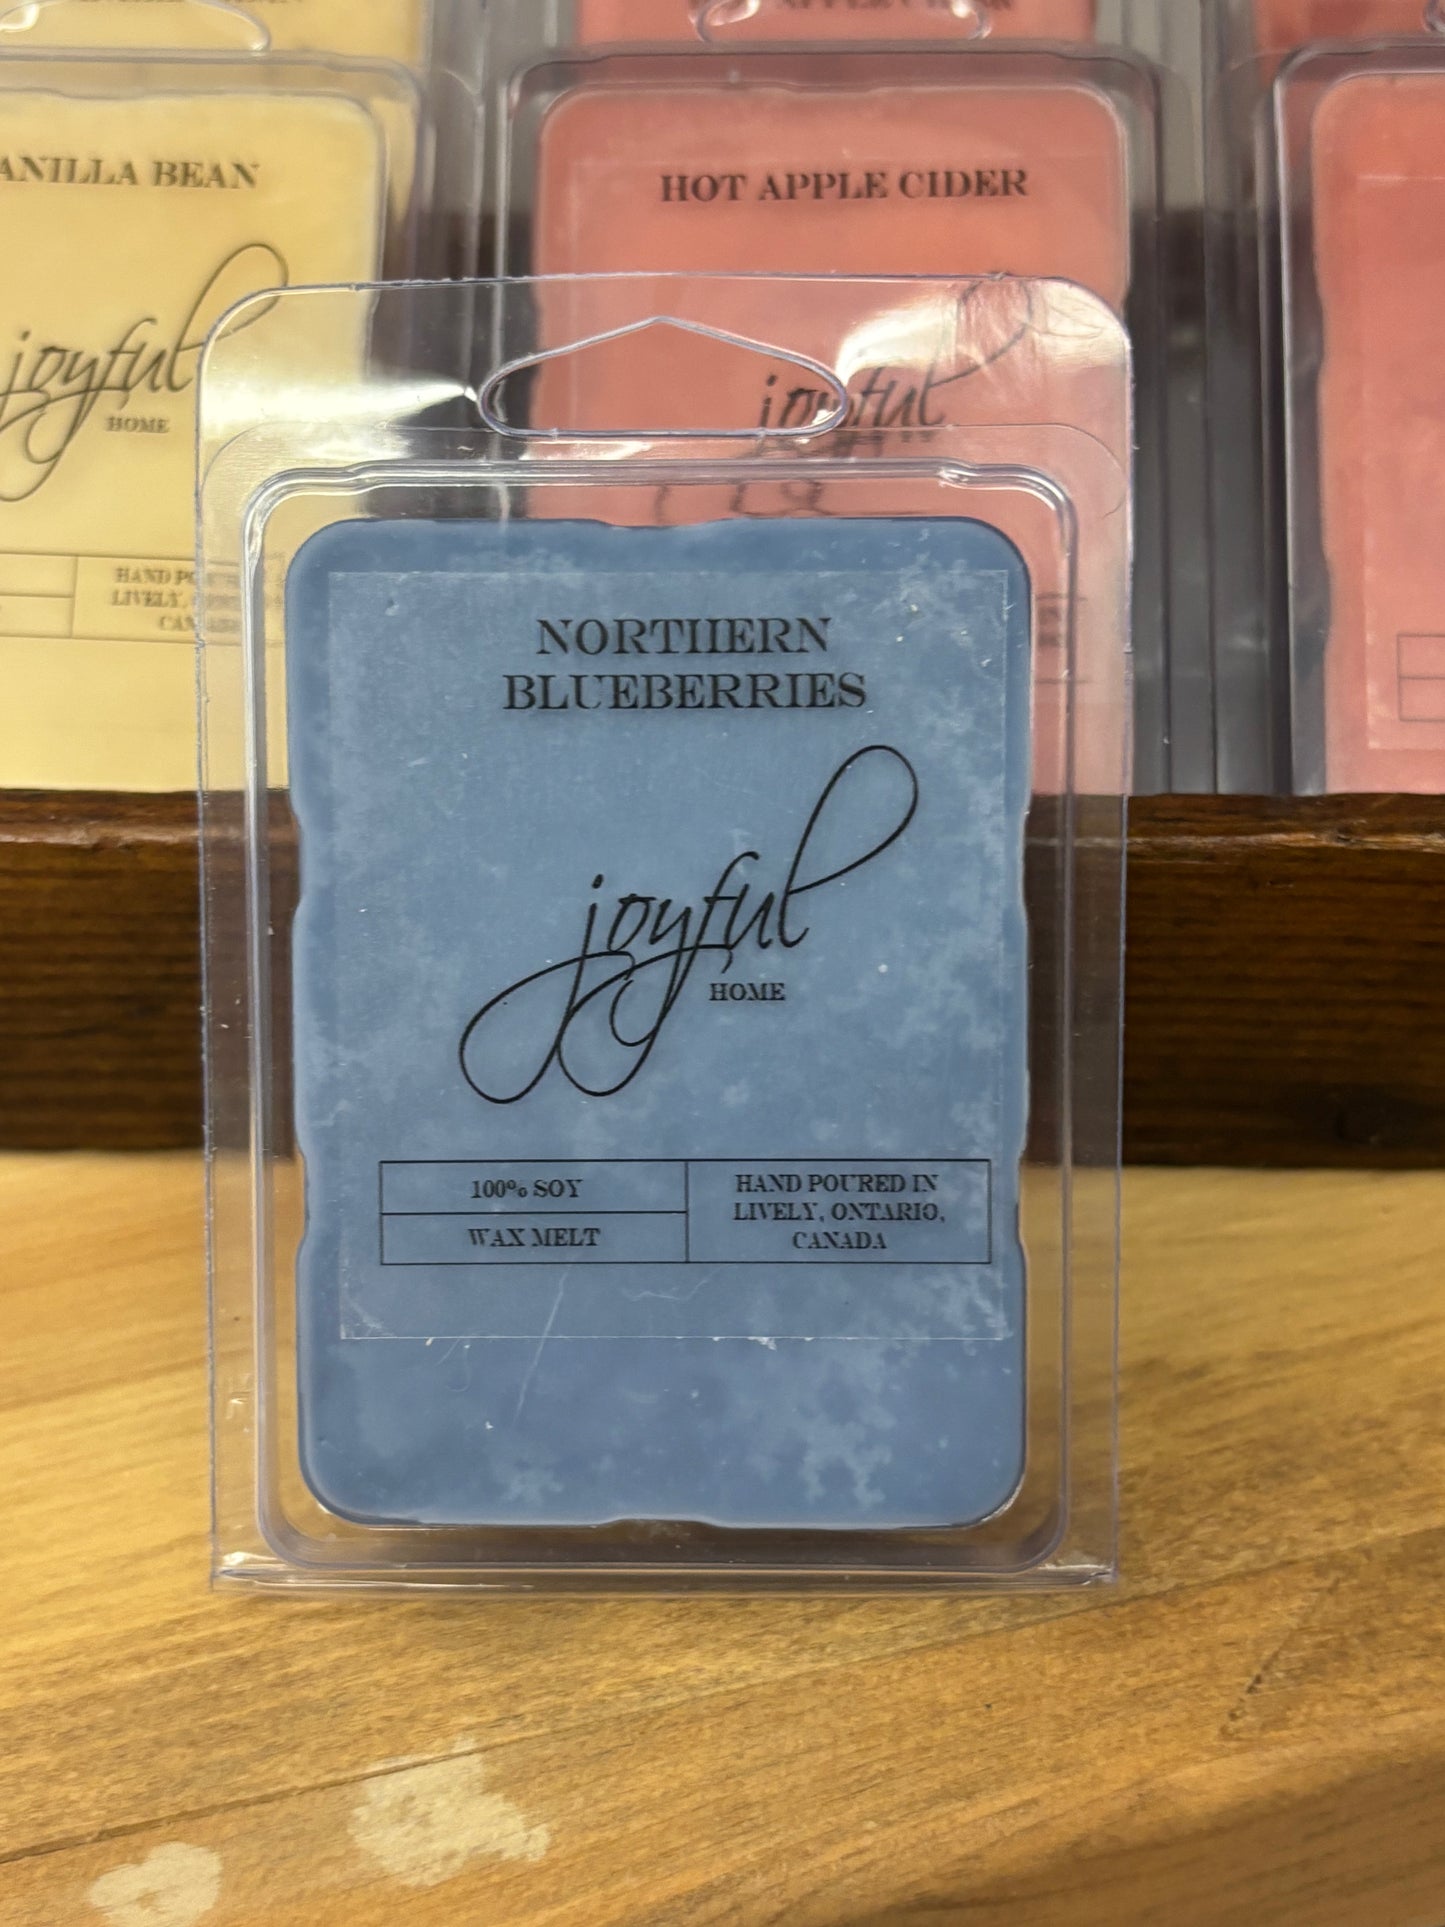 ANILLA BEAN
joyful
HOME
HOT APPLE CIDER
joyful
NORTHERN
BLUEBERRIES
joyful
HOME
100% SOY
WAX MELT
HAND POURED IN
LIVELY, ONTARIO,
CANADA